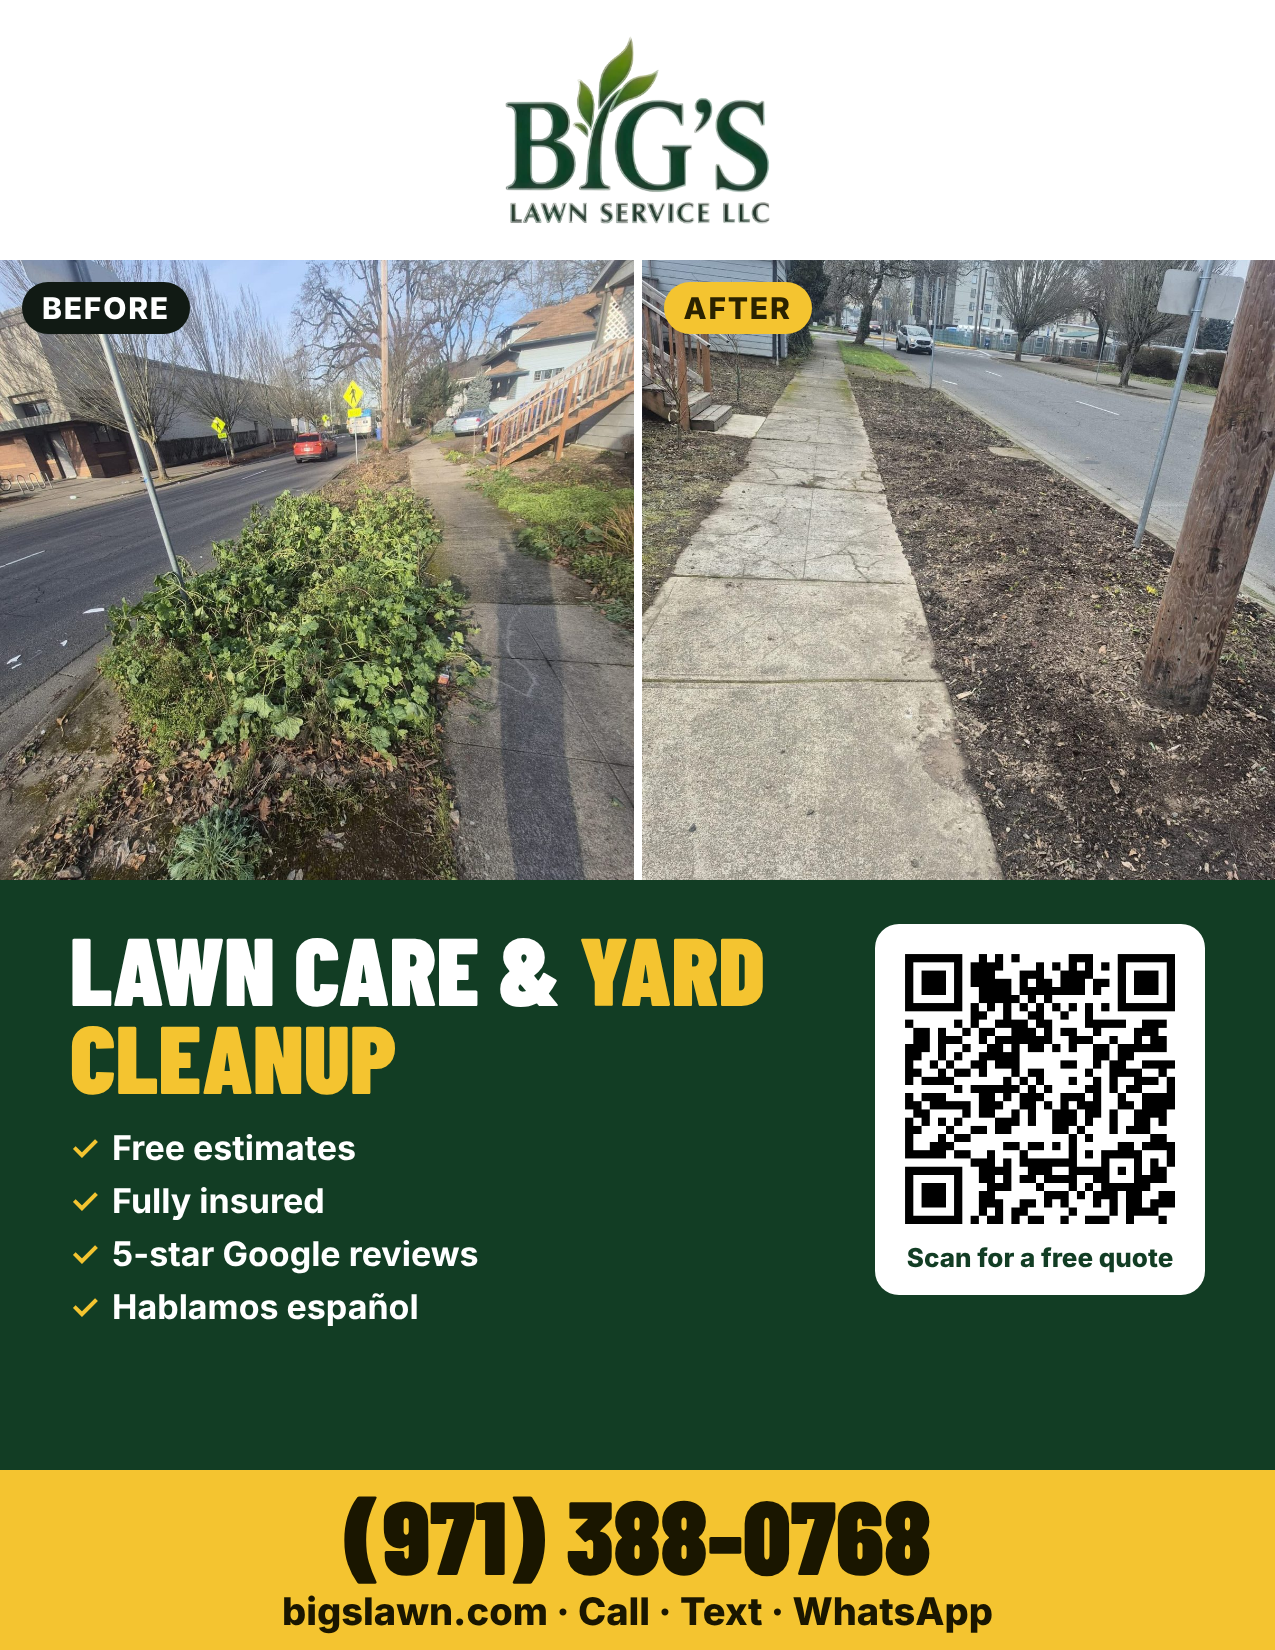 BIG'S
LAWN SERVICE LLC
BEFORE
AFTER
LAWN CARE & YARD
CLEANUP
Free estimates
Fully insured
5-star Google reviews
Hablamos español
Scan for a free quote
(971) 388-0768
bigslawn.com · Call · Text · WhatsApp